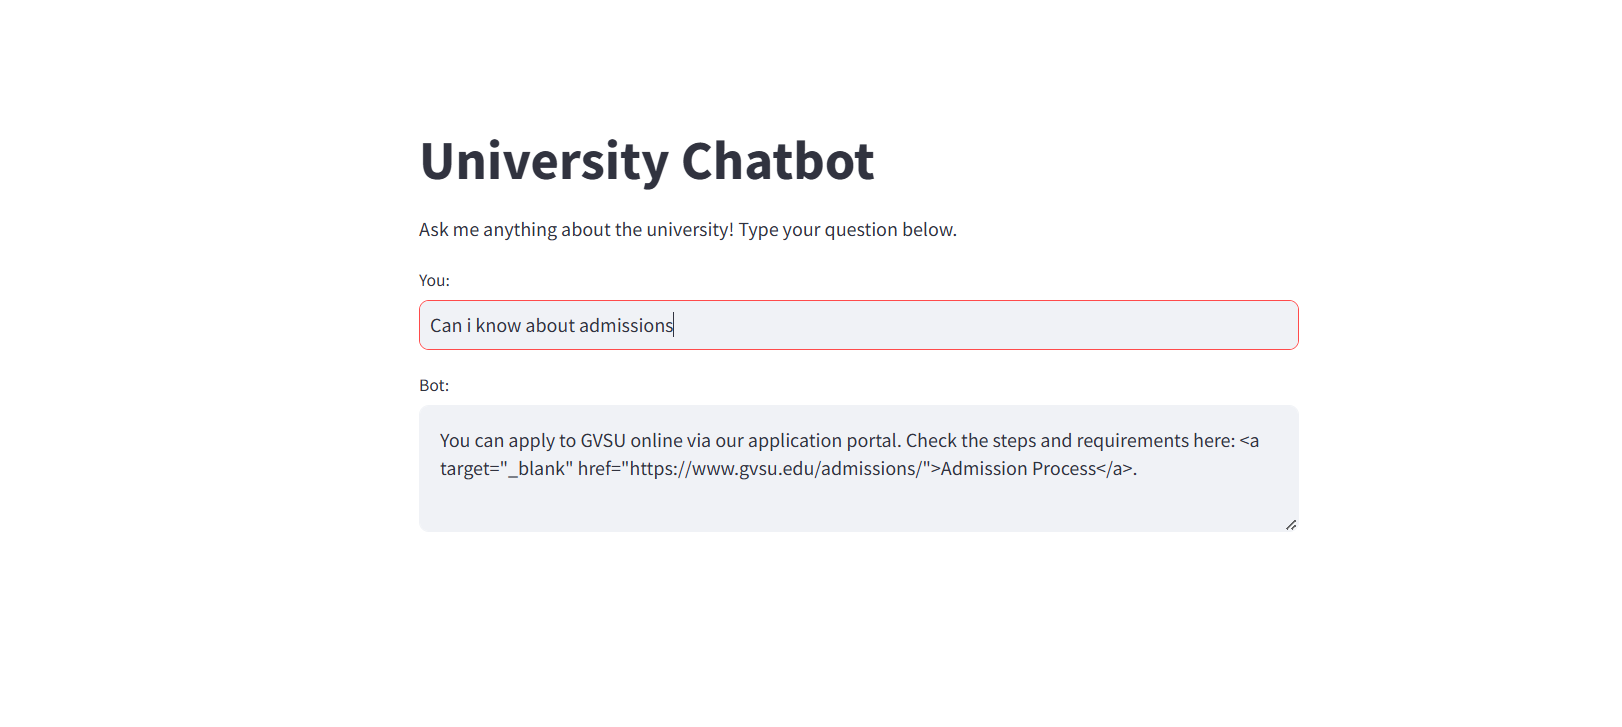 University Chatbot
Ask me anything about the university! Type your question below.
You:
Can i know about admissions
Bot:
You can apply to GVSU online via our application portal. Check the steps and requirements here: <a
target="_blank" href="https://www.gvsu.edu/admissions/">Admission Process</a>.